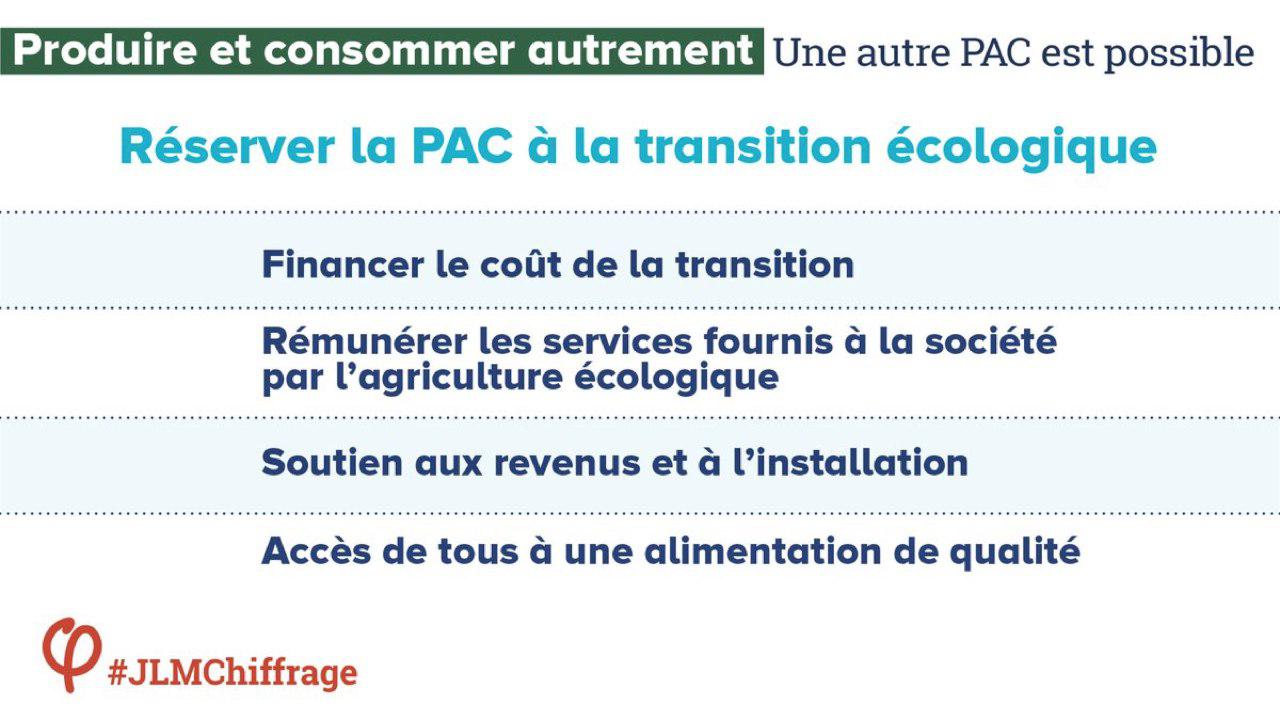 Produire et consommer autrement Une autre PAC est possible
Réserver la PAC à la transition écologique
Financer le coût de la transition
Rémunérer les services fournis à la société
par l’agriculture écologique
Soutien aux revenus et à l’installation
Accès de tous à une alimentation de qualité
φ #JLMChiffrage